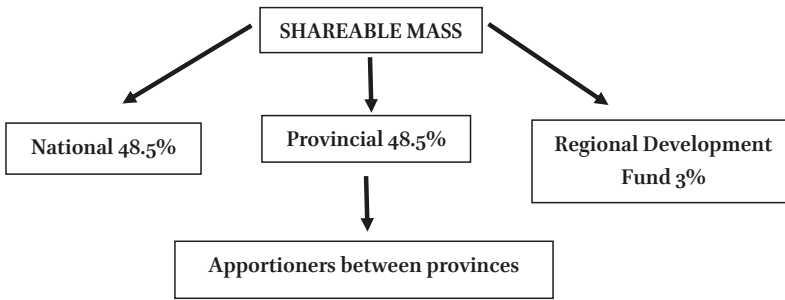 SHAREABLE MASS
National 48.5%
Provincial 48.5%
Regional Development
Fund 3%
Apportioners between provinces